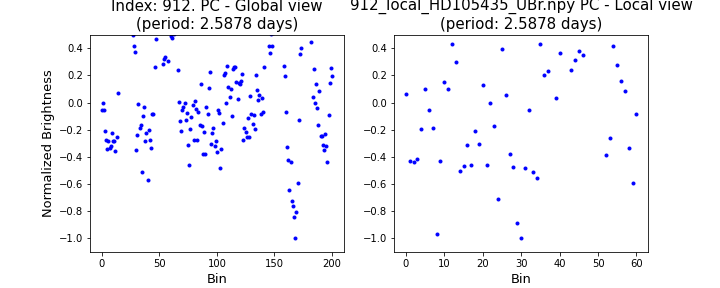 Index: 912. PC - Global view
(period: 2.5878 days)
912_local_HD105435_UBr.npy PC - Local view
(period: 2.5878 days)
Normalized Brightness
0.4
0.2
0.0
−0.2
−0.4
−0.6
−0.8
−1.0
0 50 100 150 200
Bin
0.4
0.2
0.0
−0.2
−0.4
−0.6
−0.8
−1.0
0 10 20 30 40 50 60
Bin